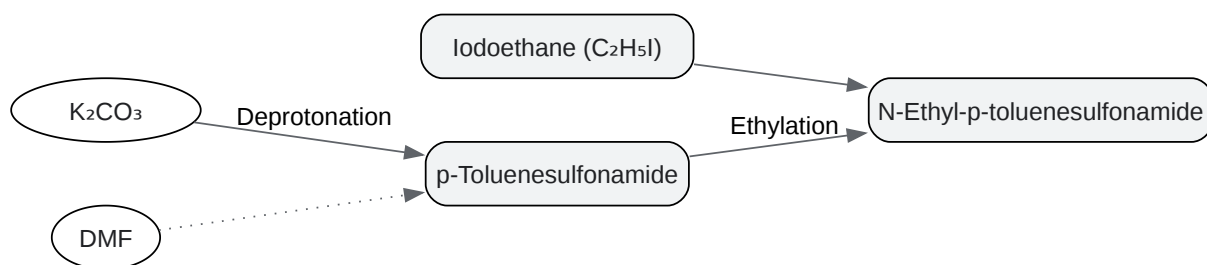 Iodoethane (C₂H₅I)
K₂CO₃
Deprotonation
Ethylation
N-Ethyl-p-toluenesulfonamide
p-Toluenesulfonamide
DMF